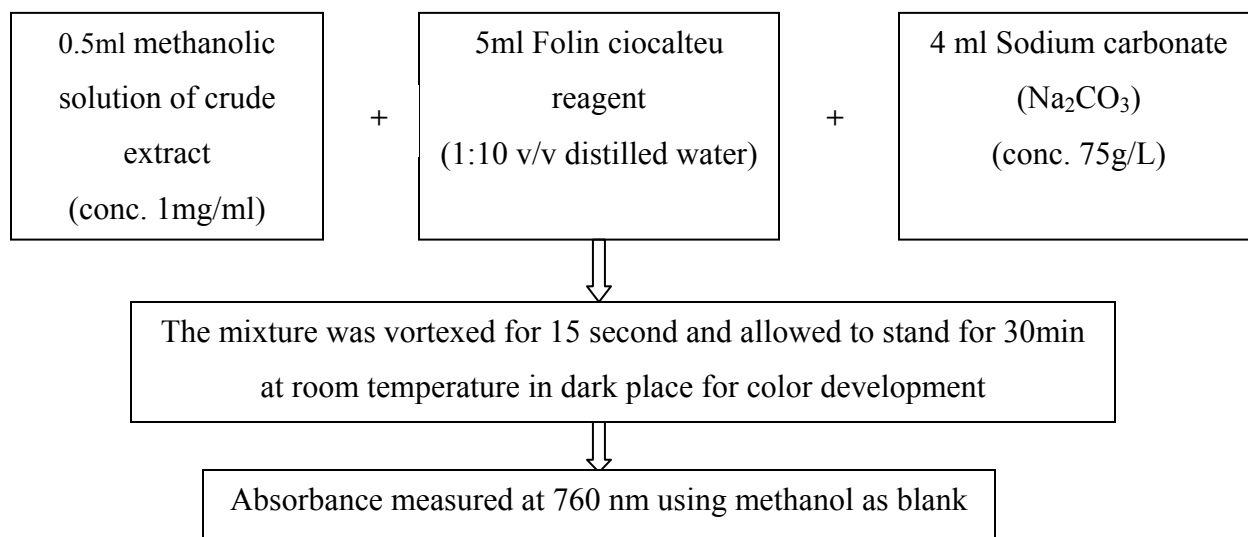 0.5ml methanolic
solution of crude
extract
(conc. 1mg/ml)
+
5ml Folin ciocalteu
reagent
(1:10 v/v distilled water)
+
4 ml Sodium carbonate
(Na₂CO₃)
(conc. 75g/L)
The mixture was vortexed for 15 second and allowed to stand for 30min
at room temperature in dark place for color development
Absorbance measured at 760 nm using methanol as blank